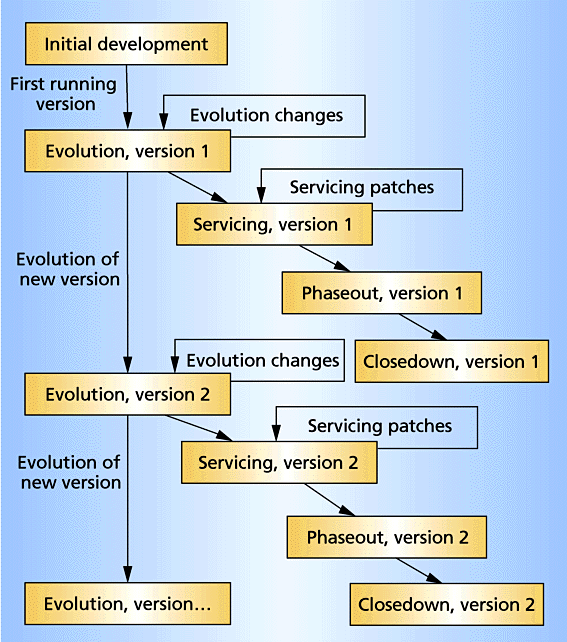 Initial development
First running
version
Evolution changes
Evolution, version 1
Servicing patches
Servicing, version 1
Evolution of
new version
Phaseout, version 1
Closedown, version 1
Evolution changes
Evolution, version 2
Servicing patches
Servicing, version 2
Evolution of
new version
Phaseout, version 2
Evolution, version...
Closedown, version 2